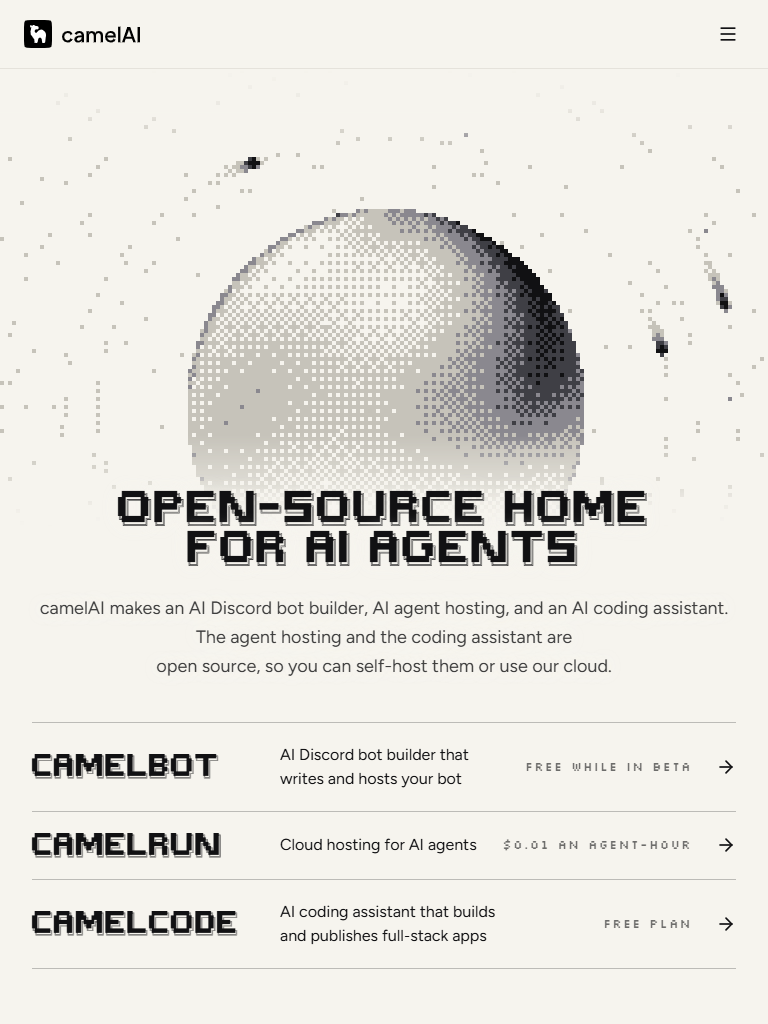 camelAI
OPEN-SOURCE HOME
FOR AI AGENTS
camelAI makes an AI Discord bot builder, AI agent hosting, and an AI coding assistant.
The agent hosting and the coding assistant are
open source, so you can self-host them or use our cloud.
CAMELBOT
AI Discord bot builder that
writes and hosts your bot
FREE WHILE IN BETA
CAMELRUN
Cloud hosting for AI agents
$0.01 AN AGENT-HOUR
CAMELCODE
AI coding assistant that builds
and publishes full-stack apps
FREE PLAN